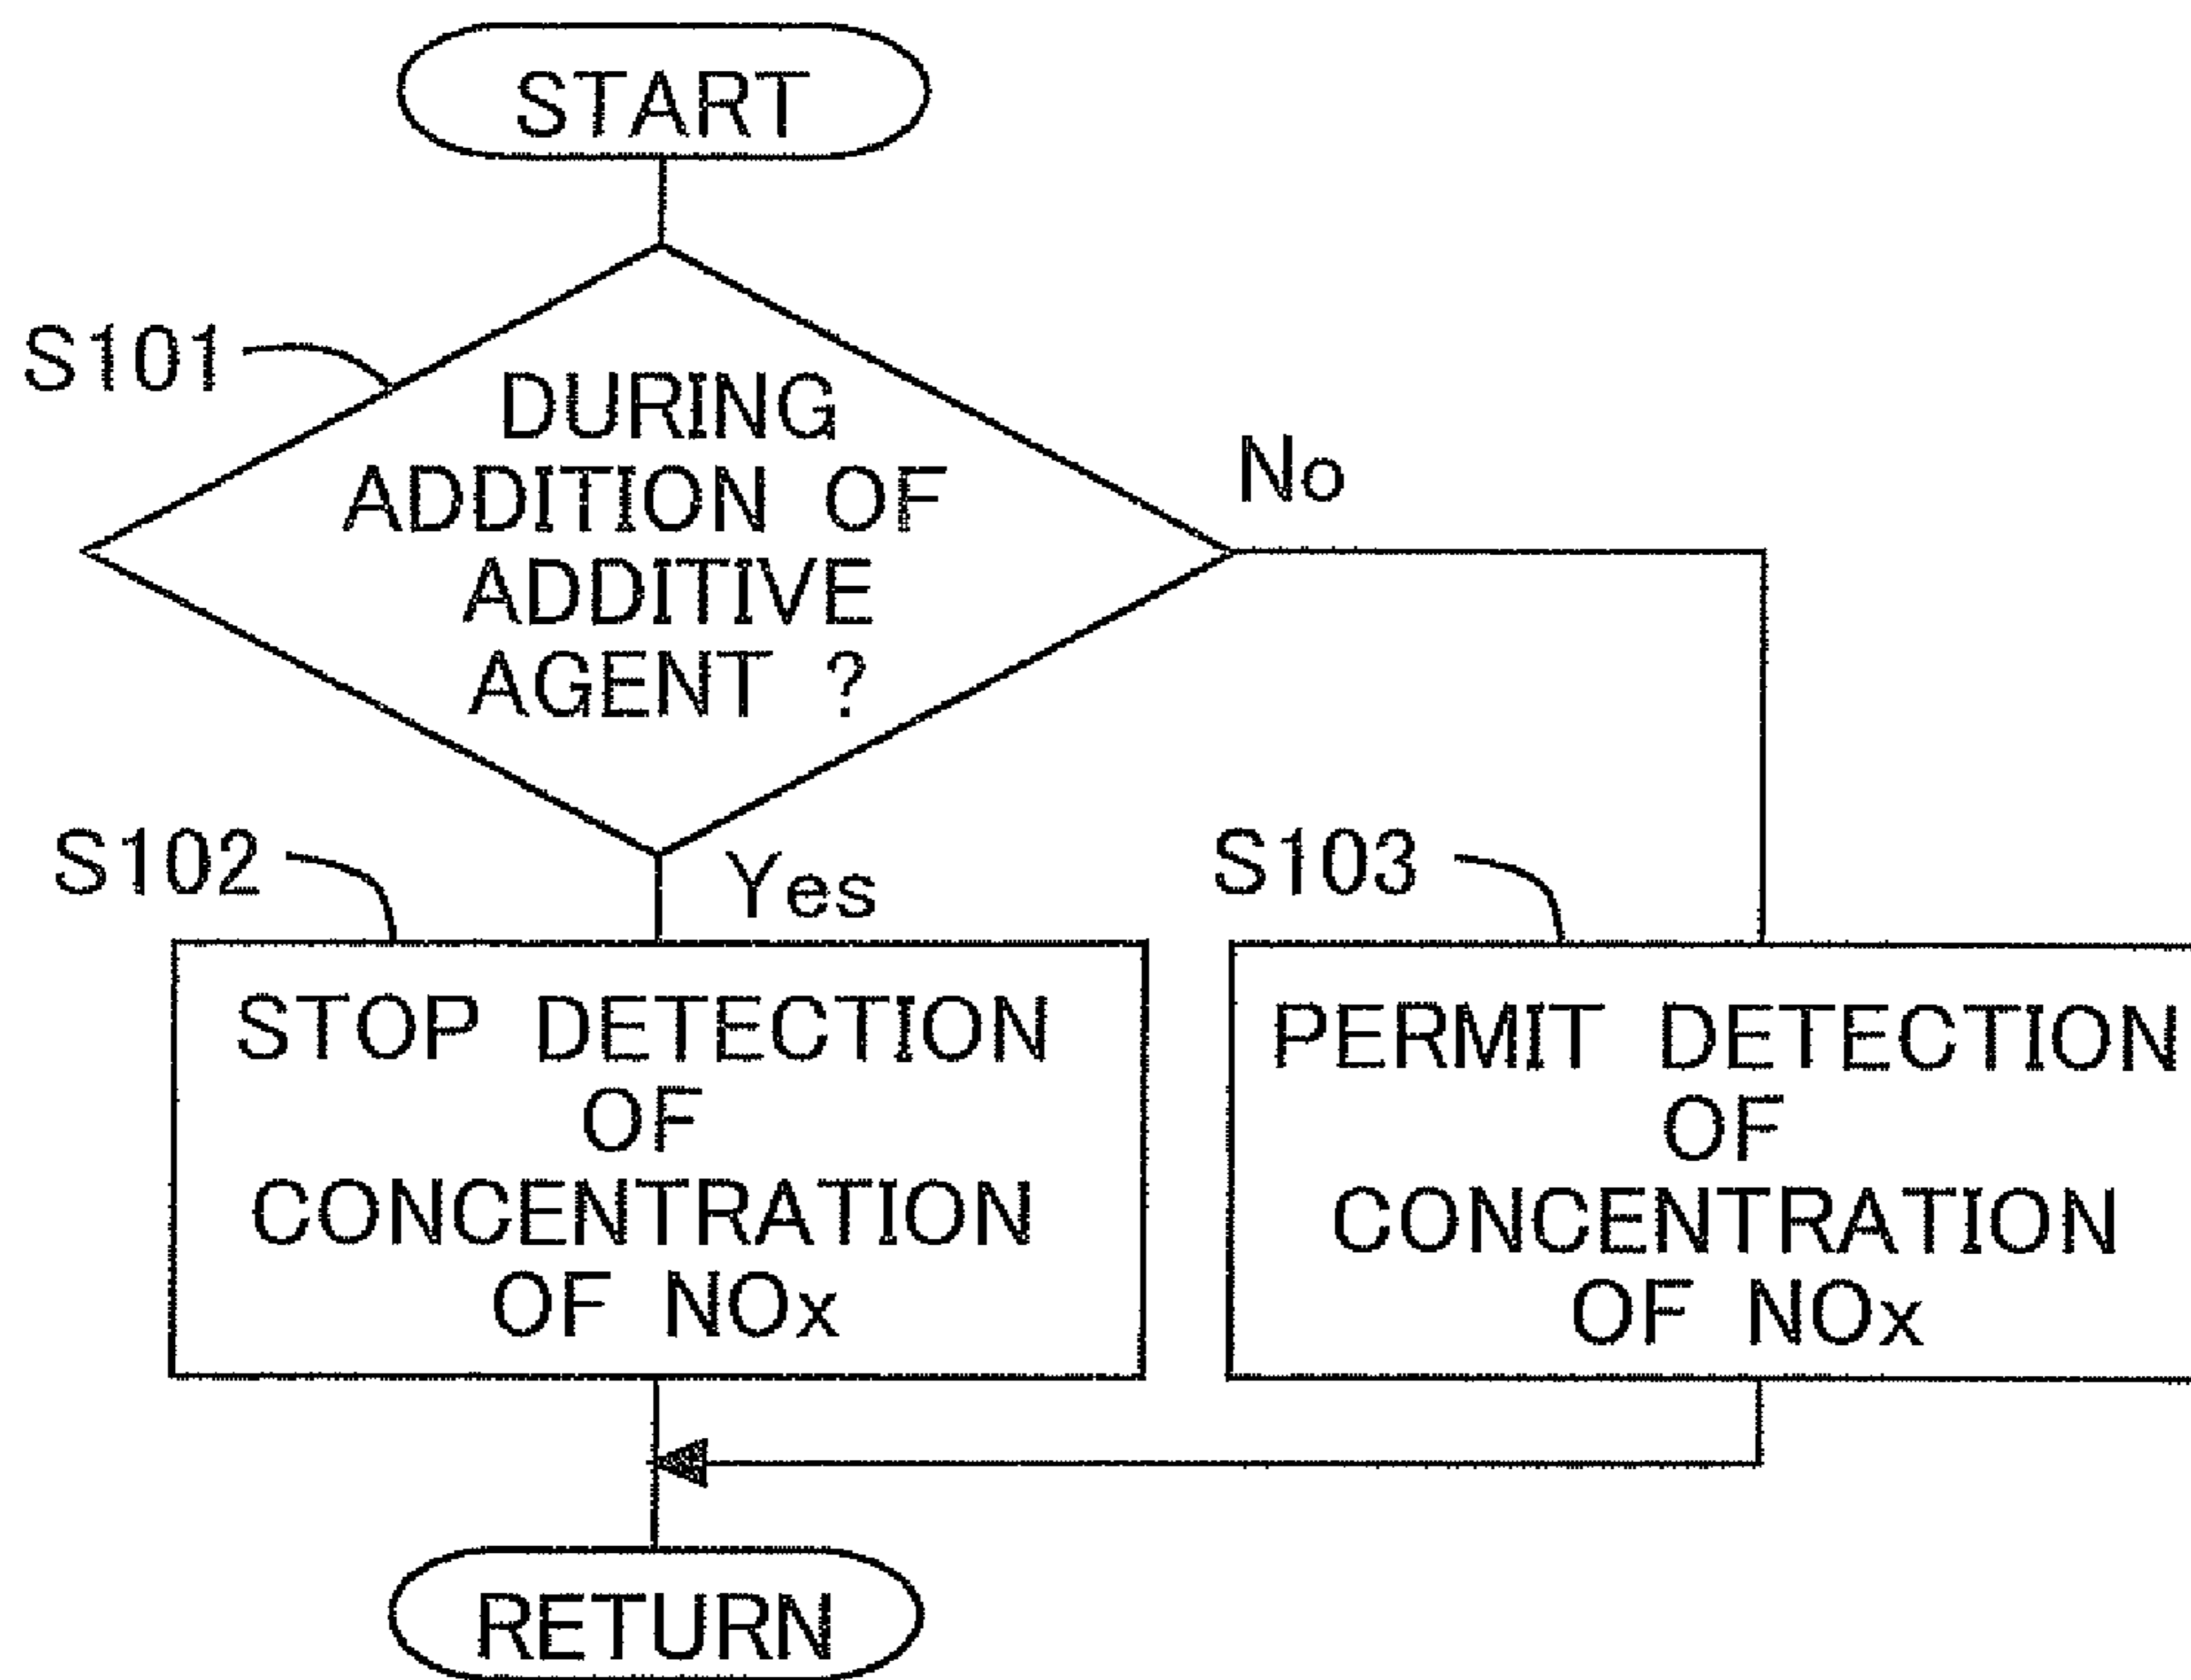 START
S101
DURING
ADDITION OF
ADDITIVE
AGENT ?
No
S102
Yes
S103
STOP DETECTION
OF
CONCENTRATION
OF NOx
PERMIT DETECTION
OF
CONCENTRATION
OF NOx
RETURN